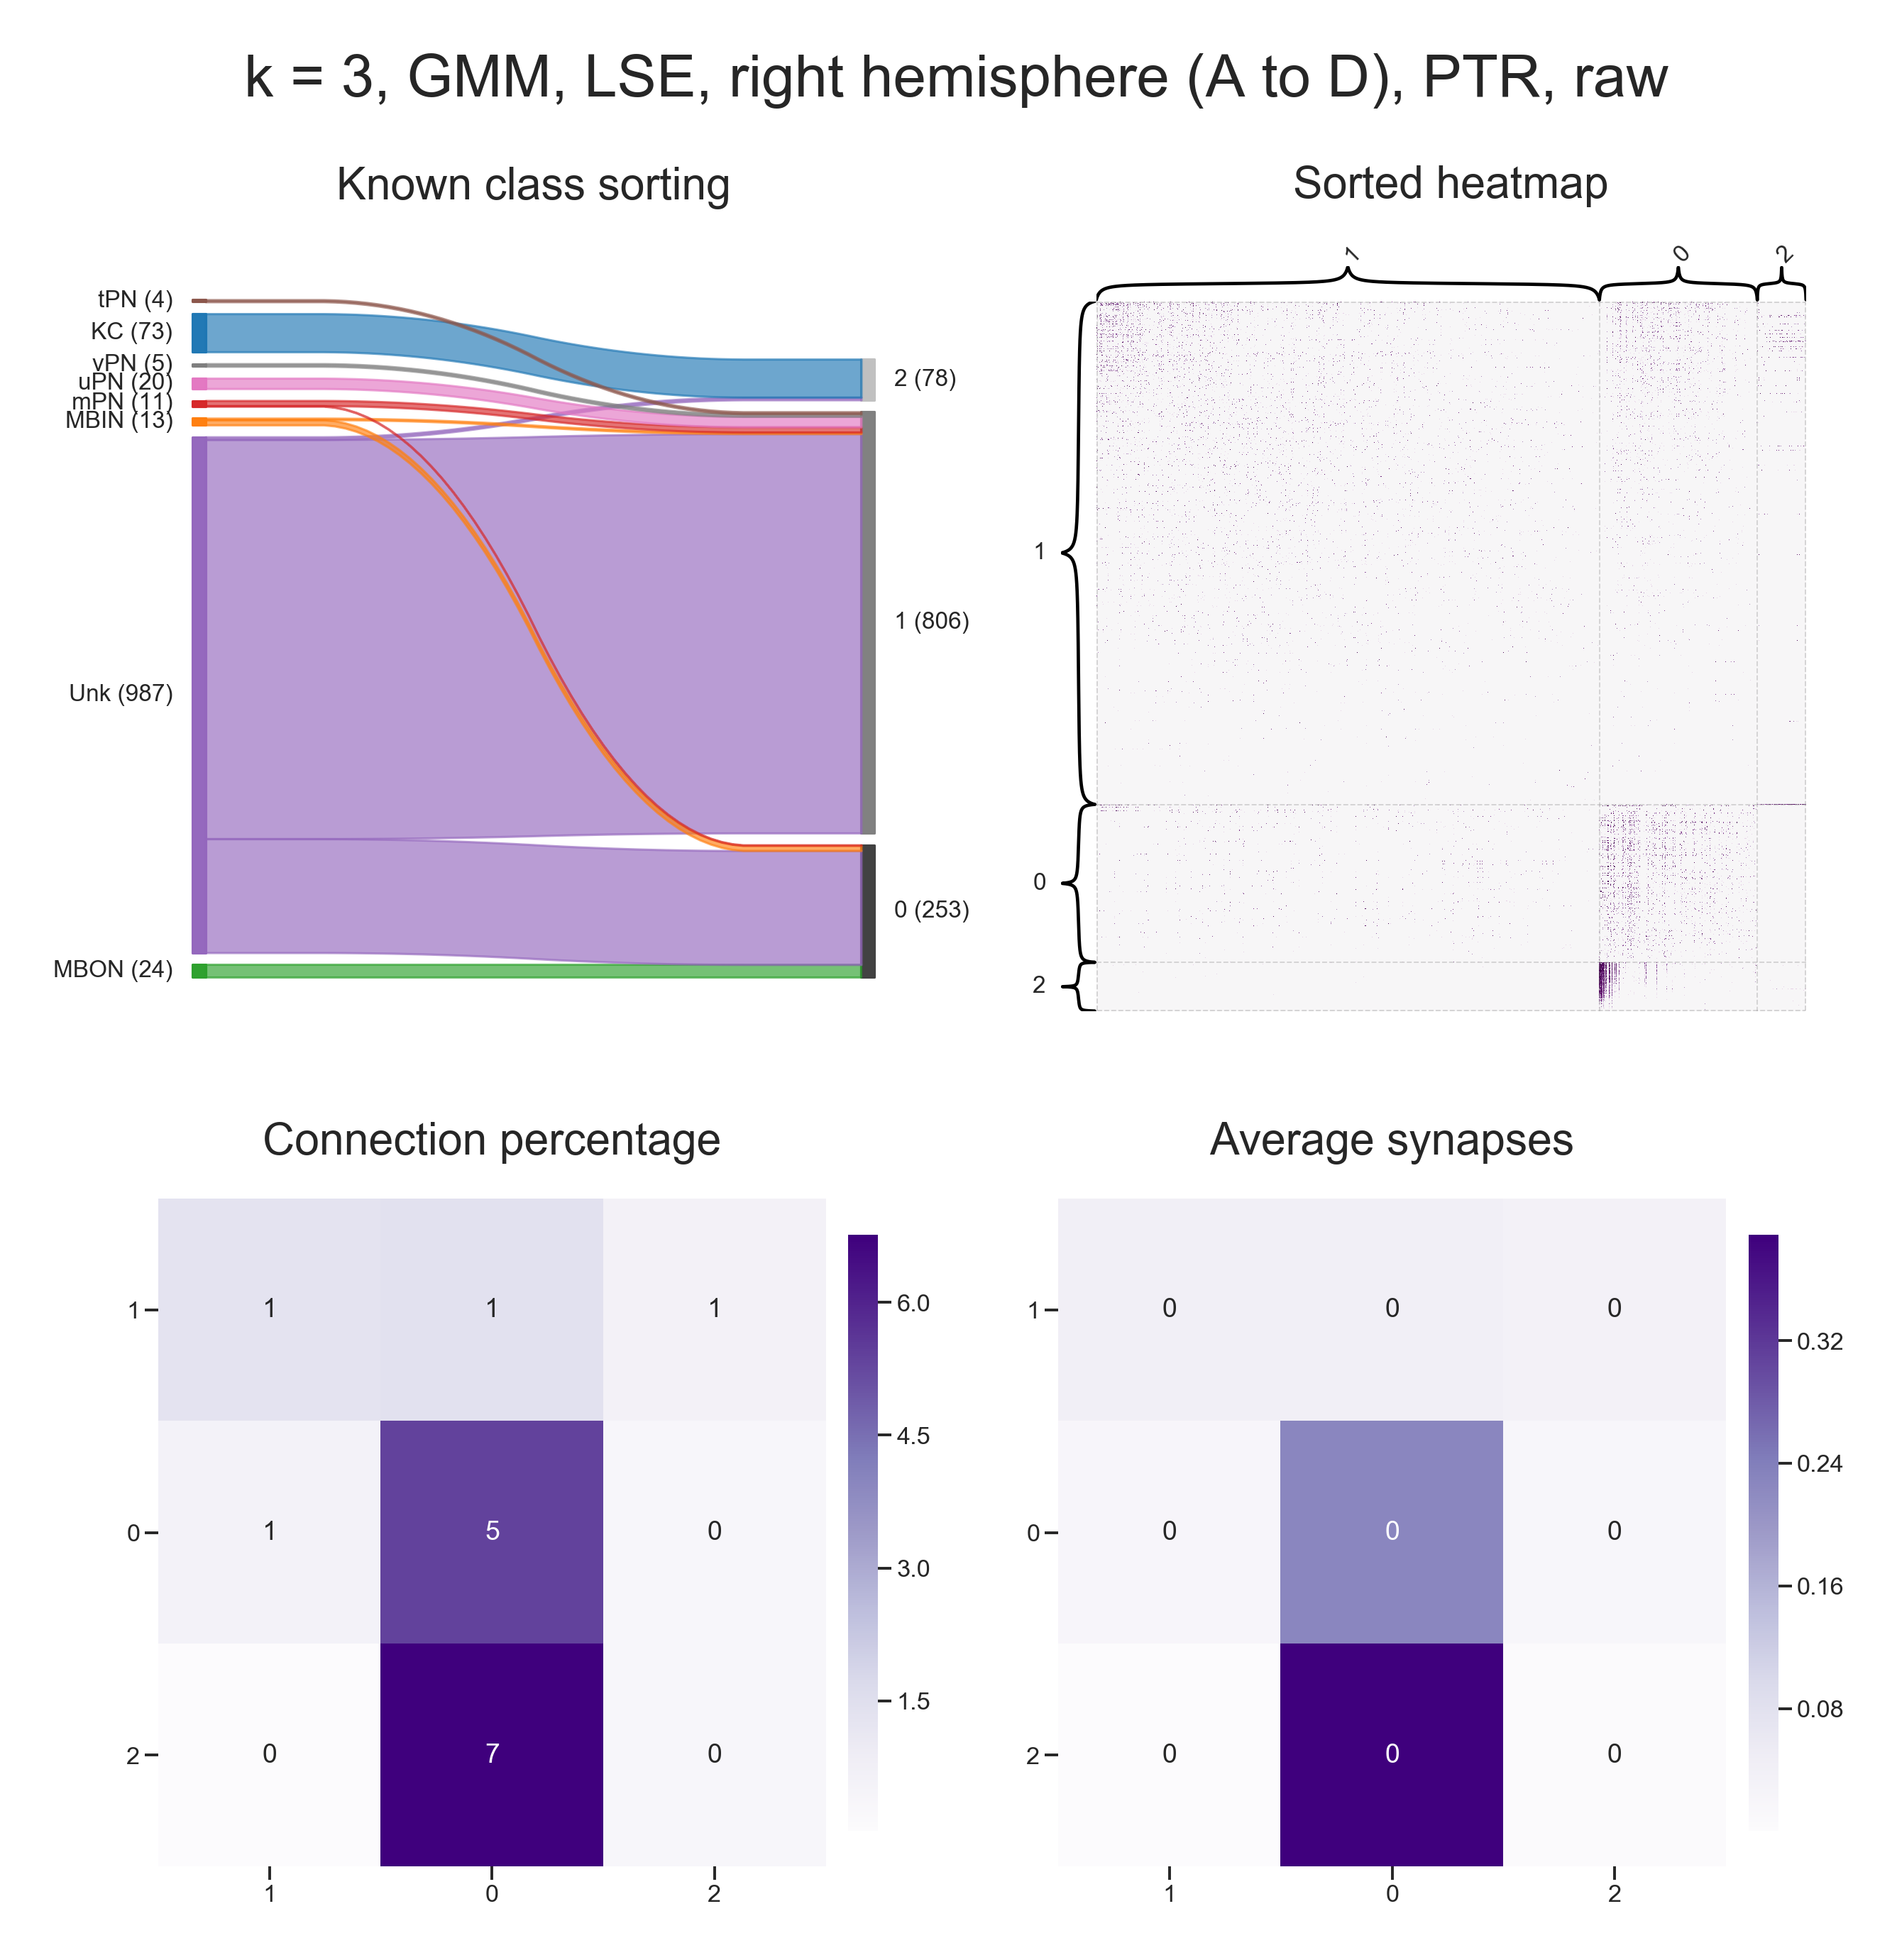 k = 3, GMM, LSE, right hemisphere (A to D), PTR, raw
Known class sorting
tPN (4)
KC (73)
vPN (5)
uPN (20)
mPN (11)
MBIN (13)
Unk (987)
MBON (24)
2 (78)
1 (806)
0 (253)
Sorted heatmap
1 0 2
1
0
2
Connection percentage
1 1 1 1
0 1 5 0
2 0 7 0
1 0 2
6.0
4.5
3.0
1.5
Average synapses
1 0 0 0
0 0 0 0
2 0 0 0
1 0 2
0.32
0.24
0.16
0.08